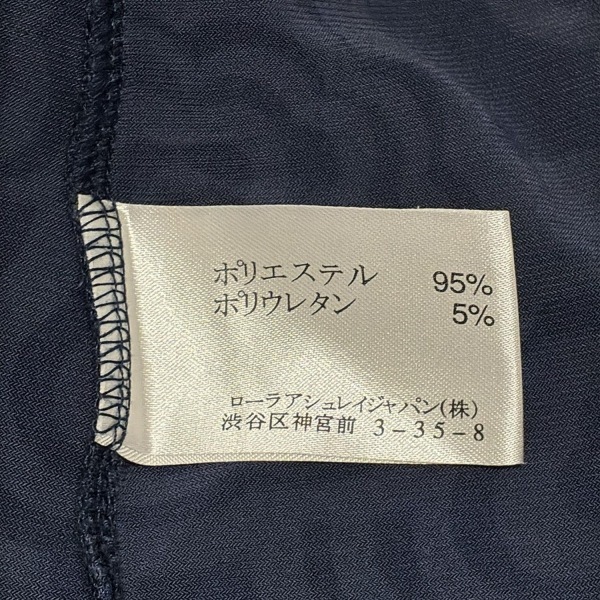 ポリエステル 95%
ポリウレタン 5%
ローラアシュレイジャパン(株)
渋谷区神宮前 3-35-8